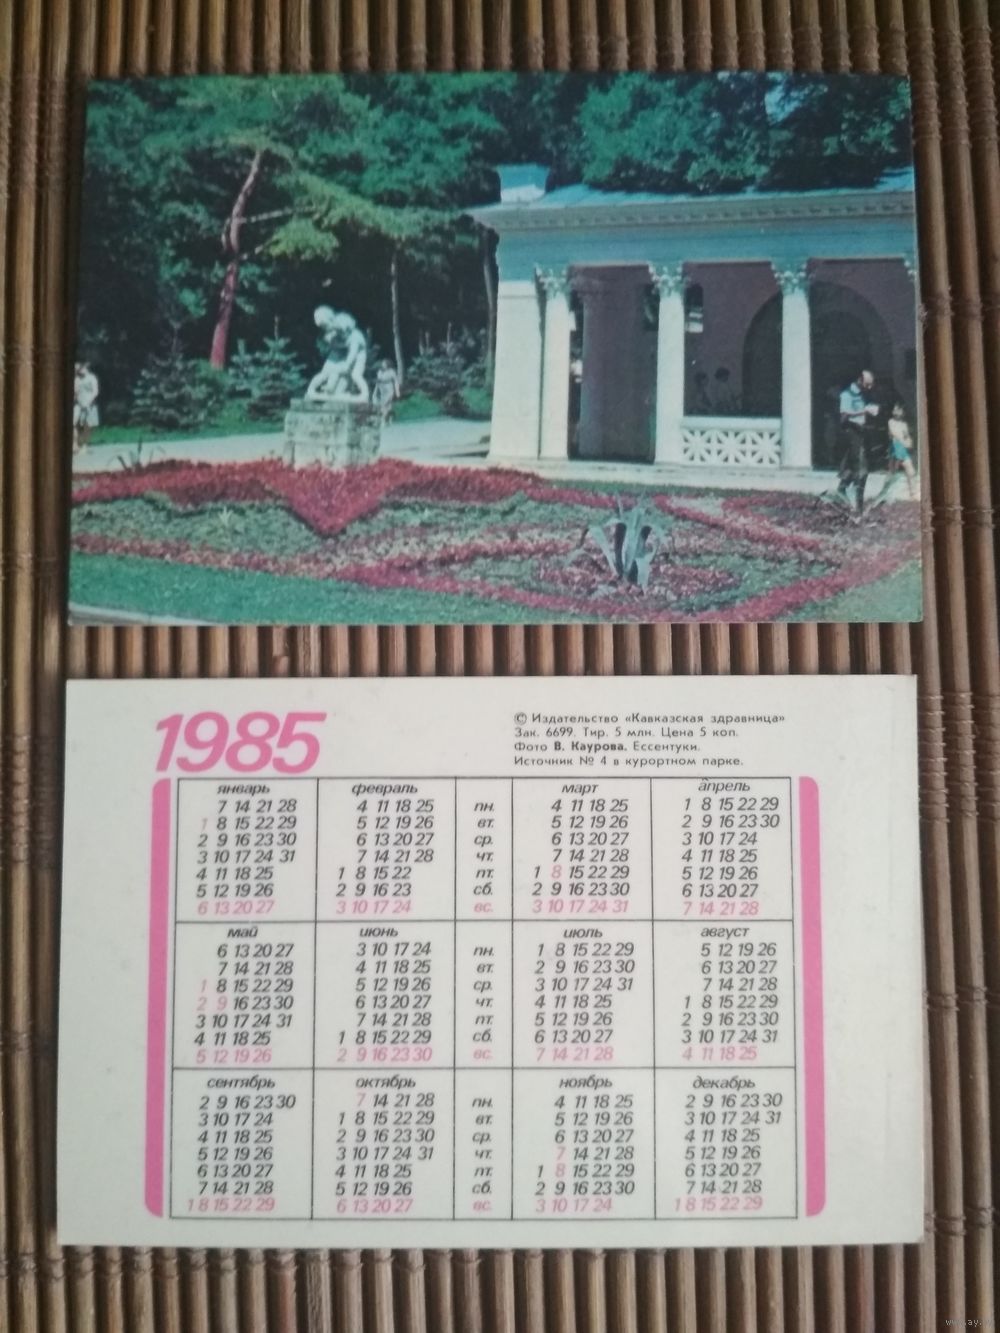 1985
© Издательство «Кавказская здравница»
Зак. 6699. Тир. 5 млн. Цена 5 коп.
Фото В. Каурова. Ессентуки.
Источник № 4 в курортном парке.
январь февраль март апрель
7 14 21 28 4 11 18 25 пн. 4 11 18 25 1 8 15 22 29
1 8 15 22 29 5 12 19 26 вт. 5 12 19 26 2 9 16 23 30
2 9 16 23 30 6 13 20 27 ср. 6 13 20 27 3 10 17 24
3 10 17 24 31 7 14 21 28 чт. 7 14 21 28 4 11 18 25
4 11 18 25 1 8 15 22 пт. 1 8 15 22 29 5 12 19 26
5 12 19 26 2 9 16 23 сб. 2 9 16 23 30 6 13 20 27
6 13 20 27 3 10 17 24 вс. 3 10 17 24 31 7 14 21 28
май июнь июль август
6 13 20 27 3 10 17 24 пн. 1 8 15 22 29 5 12 19 26
7 14 21 28 4 11 18 25 вт. 2 9 16 23 30 6 13 20 27
1 8 15 22 29 5 12 19 26 ср. 3 10 17 24 31 7 14 21 28
2 9 16 23 30 6 13 20 27 чт. 4 11 18 25 1 8 15 22 29
3 10 17 24 31 7 14 21 28 пт. 5 12 19 26 2 9 16 23 30
4 11 18 25 1 8 15 22 29 сб. 6 13 20 27 3 10 17 24 31
5 12 19 26 2 9 16 23 30 вс. 7 14 21 28 4 11 18 25
сентябрь октябрь ноябрь декабрь
2 9 16 23 30 7 14 21 28 пн. 4 11 18 25 2 9 16 23 30
3 10 17 24 1 8 15 22 29 вт. 5 12 19 26 3 10 17 24 31
4 11 18 25 2 9 16 23 30 ср. 6 13 20 27 4 11 18 25
5 12 19 26 3 10 17 24 31 чт. 7 14 21 28 5 12 19 26
6 13 20 27 4 11 18 25 пт. 1 8 15 22 29 6 13 20 27
7 14 21 28 5 12 19 26 сб. 2 9 16 23 30 7 14 21 28
1 8 15 22 29 6 13 20 27 вс. 3 10 17 24 1 8 15 22 29